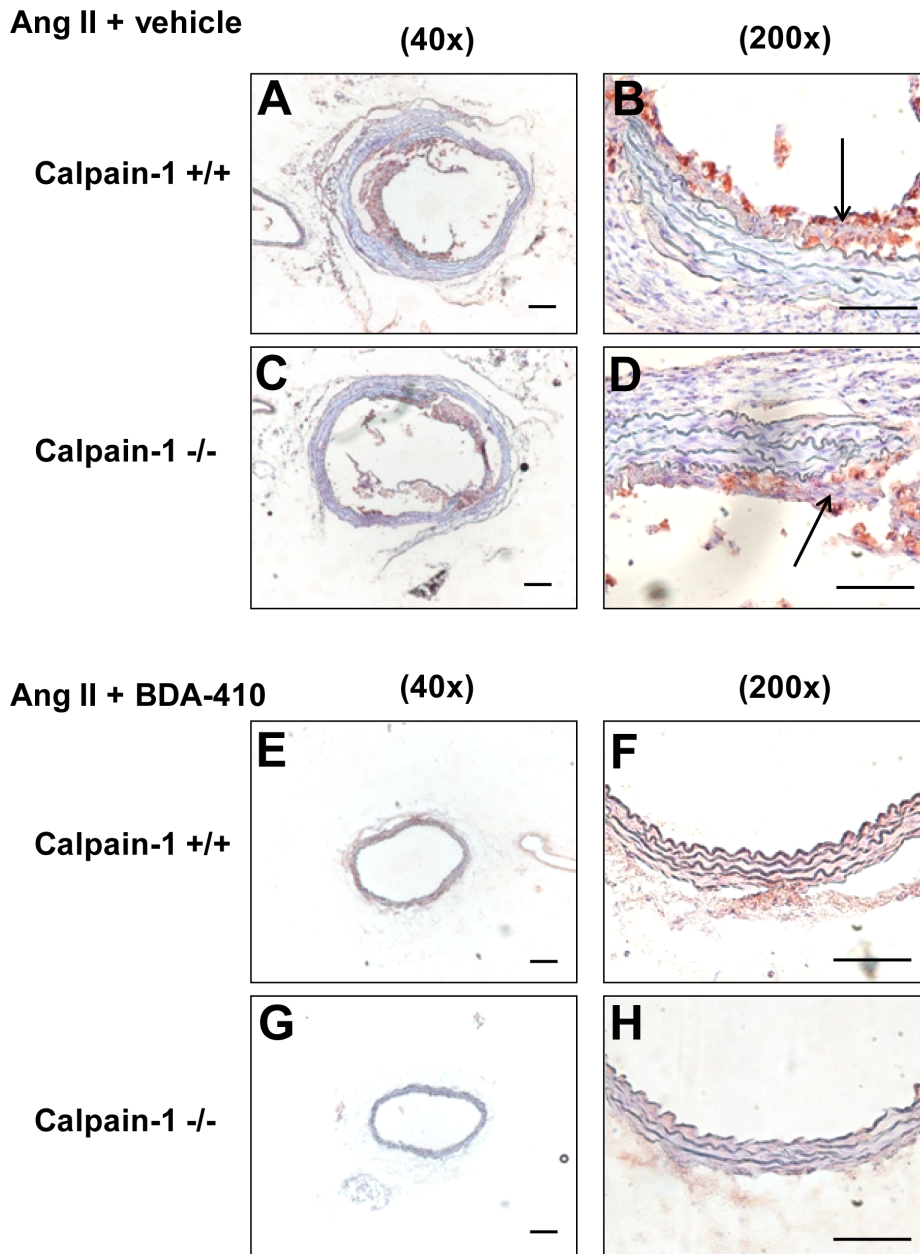 Ang II + vehicle
(40x)
(200x)
Calpain-1 +/+
A
B
Calpain-1 -/-
C
D
Ang II + BDA-410
(40x)
(200x)
Calpain-1 +/+
E
F
Calpain-1 -/-
G
H